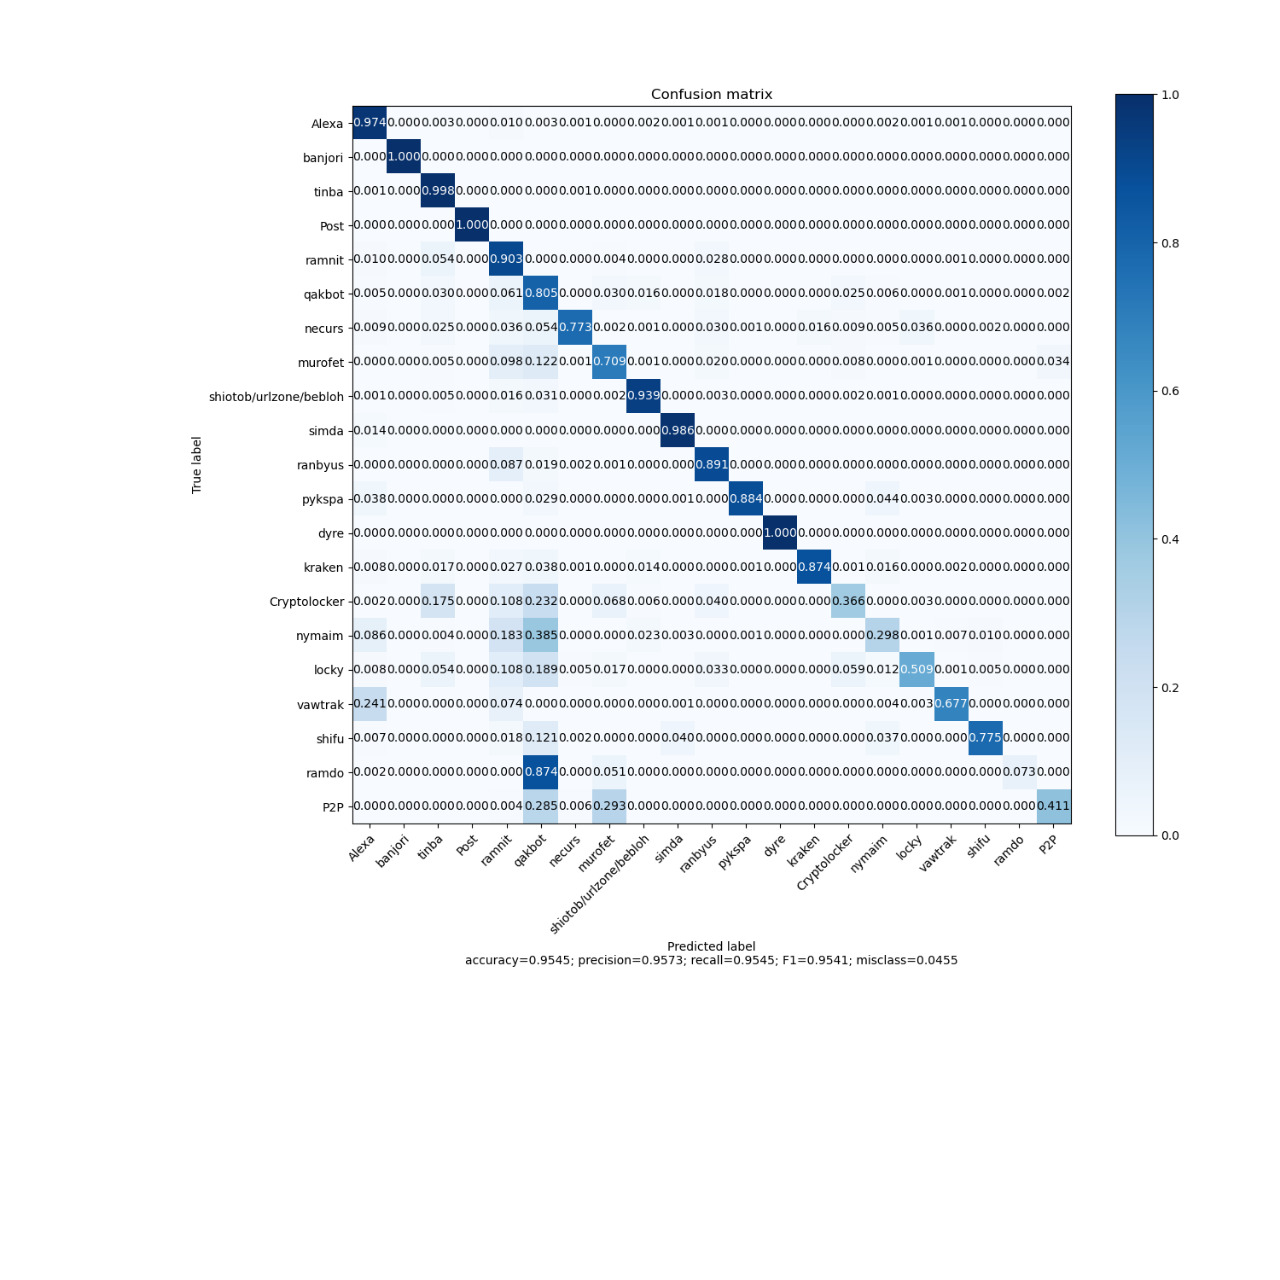 Confusion matrix
1.0
Alexa 0.974 0.000 0.003 0.000 0.010 0.003 0.001 0.000 0.002 0.001 0.001 0.000 0.000 0.000 0.000 0.002 0.001 0.001 0.000 0.000 0.000
banjori 0.000 1.000 0.000 0.000 0.000 0.000 0.000 0.000 0.000 0.000 0.000 0.000 0.000 0.000 0.000 0.000 0.000 0.000 0.000 0.000 0.000
tinba 0.001 0.000 0.998 0.000 0.000 0.000 0.001 0.000 0.000 0.000 0.000 0.000 0.000 0.000 0.000 0.000 0.000 0.000 0.000 0.000 0.000
Post 0.000 0.000 0.000 1.000 0.000 0.000 0.000 0.000 0.000 0.000 0.000 0.000 0.000 0.000 0.000 0.000 0.000 0.000 0.000 0.000 0.000
0.8
ramnit 0.010 0.000 0.054 0.000 0.903 0.000 0.000 0.004 0.000 0.000 0.028 0.000 0.000 0.000 0.000 0.000 0.000 0.001 0.000 0.000 0.000
qakbot 0.005 0.000 0.030 0.000 0.061 0.805 0.000 0.030 0.016 0.000 0.018 0.000 0.000 0.000 0.025 0.006 0.000 0.001 0.000 0.000 0.002
necurs 0.009 0.000 0.025 0.000 0.036 0.054 0.773 0.002 0.001 0.000 0.030 0.001 0.000 0.016 0.009 0.005 0.036 0.000 0.002 0.000 0.000
murofet 0.000 0.000 0.005 0.000 0.098 0.122 0.001 0.709 0.001 0.000 0.020 0.000 0.000 0.000 0.008 0.000 0.001 0.000 0.000 0.000 0.034
0.6
shiotob/urlzone/bebloh 0.001 0.000 0.005 0.000 0.016 0.031 0.000 0.002 0.939 0.000 0.003 0.000 0.000 0.000 0.002 0.001 0.000 0.000 0.000 0.000 0.000
simda 0.014 0.000 0.000 0.000 0.000 0.000 0.000 0.000 0.000 0.986 0.000 0.000 0.000 0.000 0.000 0.000 0.000 0.000 0.000 0.000 0.000
True label
ranbyus 0.000 0.000 0.000 0.000 0.087 0.019 0.002 0.001 0.000 0.000 0.891 0.000 0.000 0.000 0.000 0.000 0.000 0.000 0.000 0.000 0.000
pykspa 0.038 0.000 0.000 0.000 0.000 0.029 0.000 0.000 0.000 0.001 0.000 0.884 0.000 0.000 0.000 0.044 0.003 0.000 0.000 0.000 0.000
dyre 0.000 0.000 0.000 0.000 0.000 0.000 0.000 0.000 0.000 0.000 0.000 0.000 1.000 0.000 0.000 0.000 0.000 0.000 0.000 0.000 0.000
0.4
kraken 0.008 0.000 0.017 0.000 0.027 0.038 0.001 0.000 0.014 0.000 0.000 0.001 0.000 0.874 0.001 0.016 0.000 0.002 0.000 0.000 0.000
Cryptolocker 0.002 0.000 0.175 0.000 0.108 0.232 0.000 0.068 0.006 0.000 0.040 0.000 0.000 0.000 0.366 0.000 0.003 0.000 0.000 0.000 0.000
nymaim 0.086 0.000 0.004 0.000 0.183 0.385 0.000 0.000 0.023 0.003 0.000 0.001 0.000 0.000 0.000 0.298 0.001 0.007 0.010 0.000 0.000
locky 0.008 0.000 0.054 0.000 0.108 0.189 0.005 0.017 0.000 0.000 0.033 0.000 0.000 0.000 0.059 0.012 0.509 0.001 0.005 0.000 0.000
0.2
vawtrak 0.241 0.000 0.000 0.000 0.074 0.000 0.000 0.000 0.000 0.001 0.000 0.000 0.000 0.000 0.000 0.004 0.003 0.677 0.000 0.000 0.000
shifu 0.007 0.000 0.000 0.000 0.018 0.121 0.002 0.000 0.000 0.040 0.000 0.000 0.000 0.000 0.000 0.037 0.000 0.000 0.775 0.000 0.000
ramdo 0.002 0.000 0.000 0.000 0.000 0.874 0.000 0.051 0.000 0.000 0.000 0.000 0.000 0.000 0.000 0.000 0.000 0.000 0.000 0.073 0.000
P2P 0.000 0.000 0.000 0.000 0.004 0.285 0.006 0.293 0.000 0.000 0.000 0.000 0.000 0.000 0.000 0.000 0.000 0.000 0.000 0.000 0.411
0.0
Alexa banjori tinba Post ramnit qakbot necurs murofet shiotob/urlzone/bebloh simda ranbyus pykspa dyre kraken Cryptolocker nymaim locky vawtrak shifu ramdo P2P
Predicted label
accuracy=0.9545; precision=0.9573; recall=0.9545; F1=0.9541; misclass=0.0455